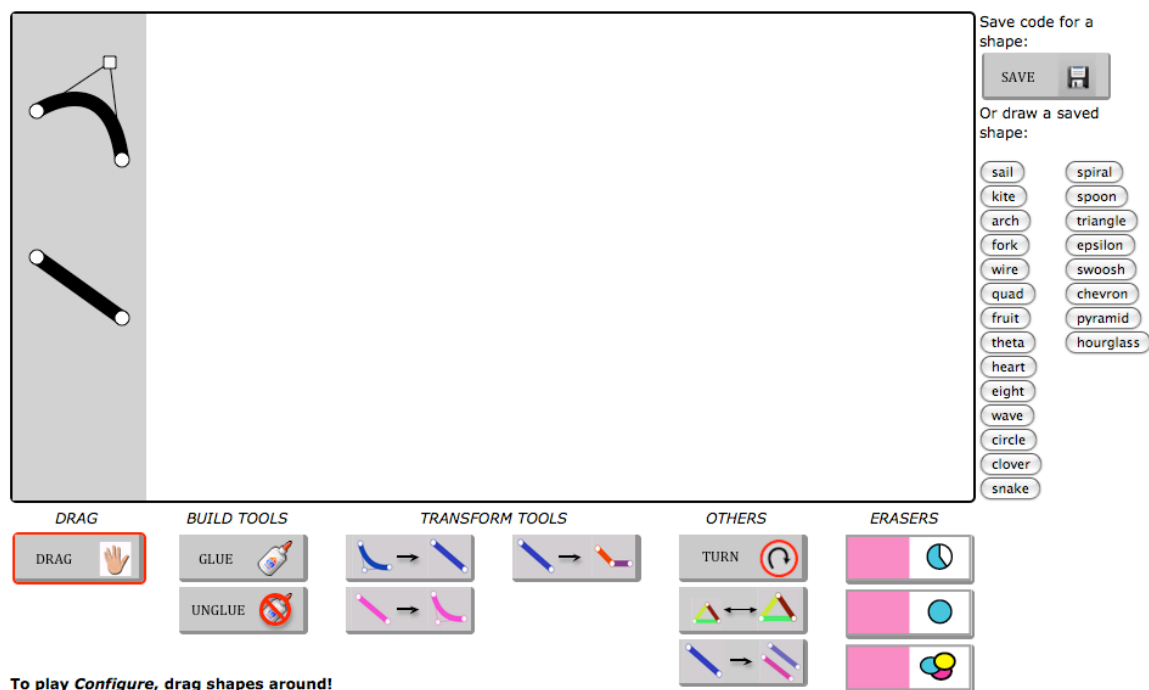 Save code for a
shape:
SAVE
Or draw a saved
shape:
sail
spiral
kite
spoon
arch
triangle
fork
epsilon
wire
swoosh
quad
chevron
fruit
pyramid
theta
hourglass
heart
eight
wave
circle
clover
snake
DRAG
BUILD TOOLS
TRANSFORM TOOLS
OTHERS
ERASERS
DRAG
GLUE
TURN
UNGLUE
To play Configure, drag shapes around!